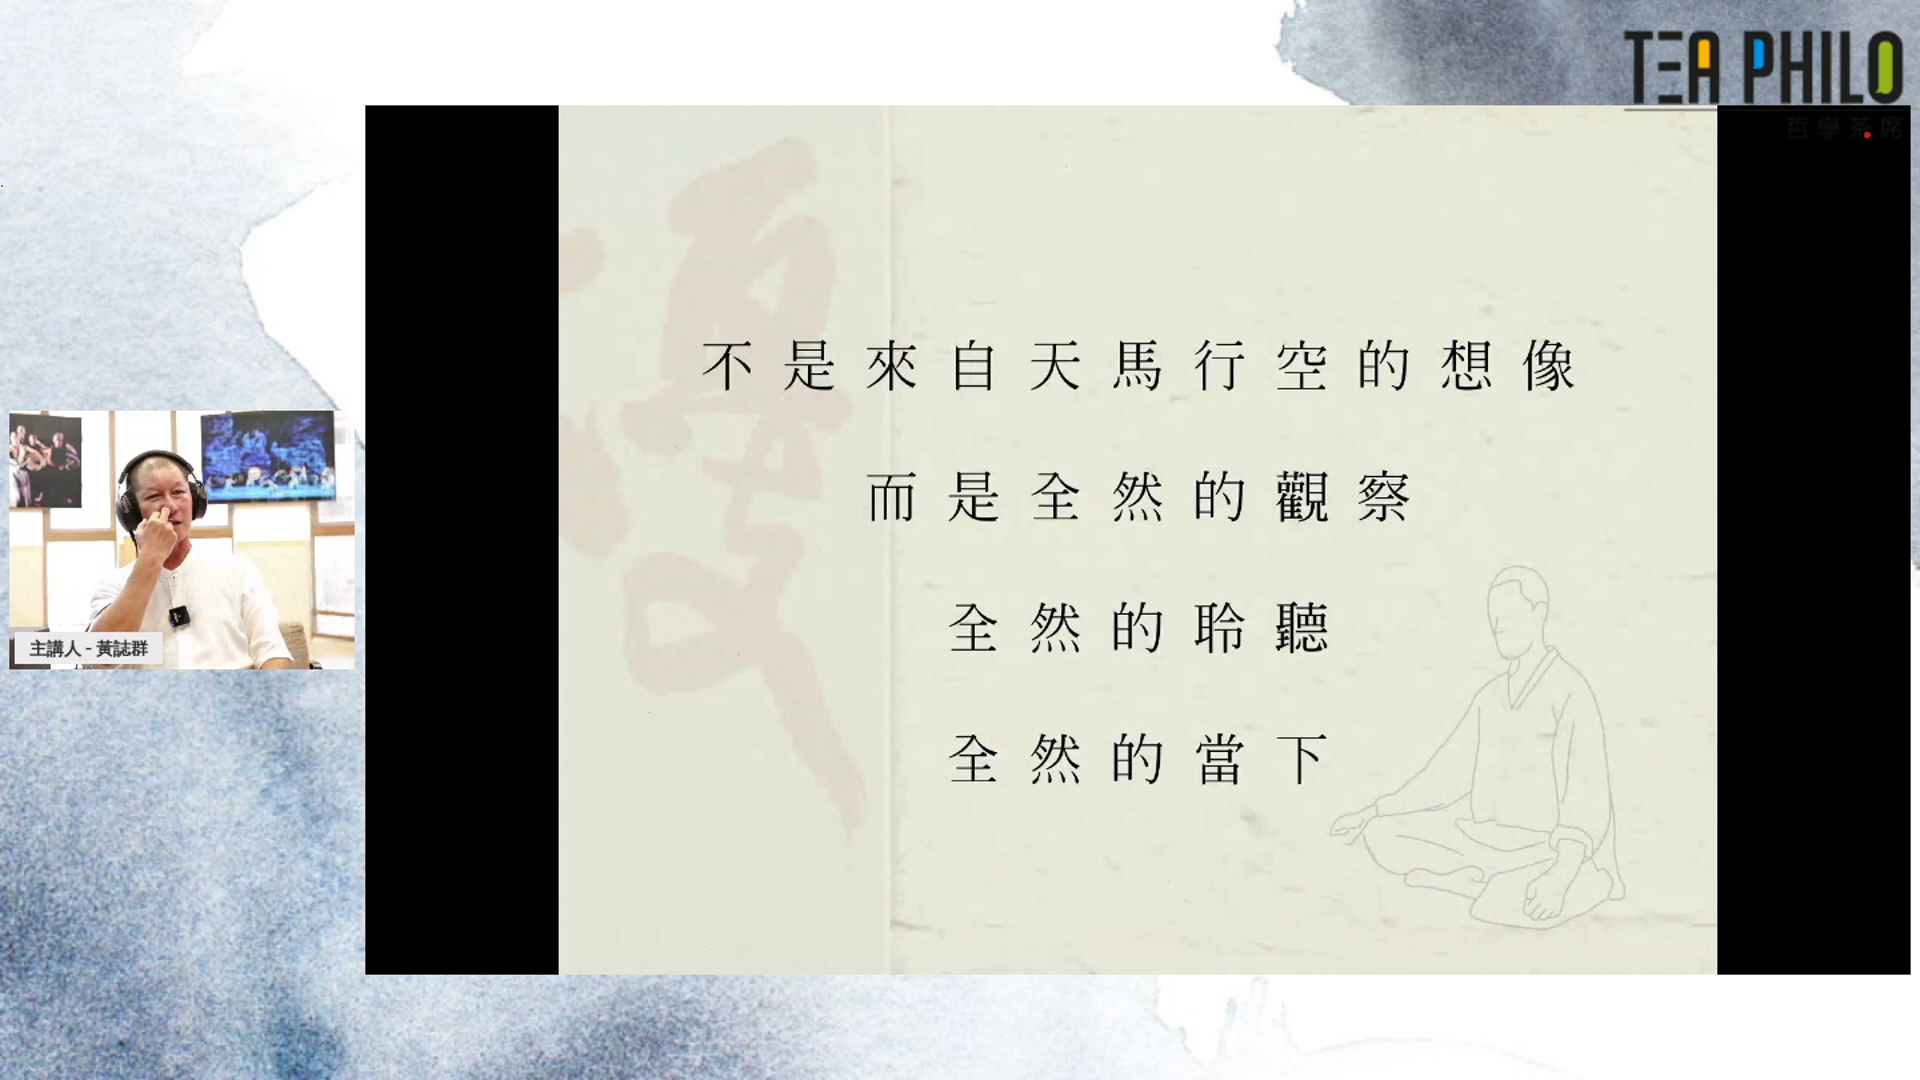 TEA PHILO
哲學茶席
不是來自天馬行空的想像
而是全然的觀察
全然的聆聽
全然的當下
主講人 - 黃誌群